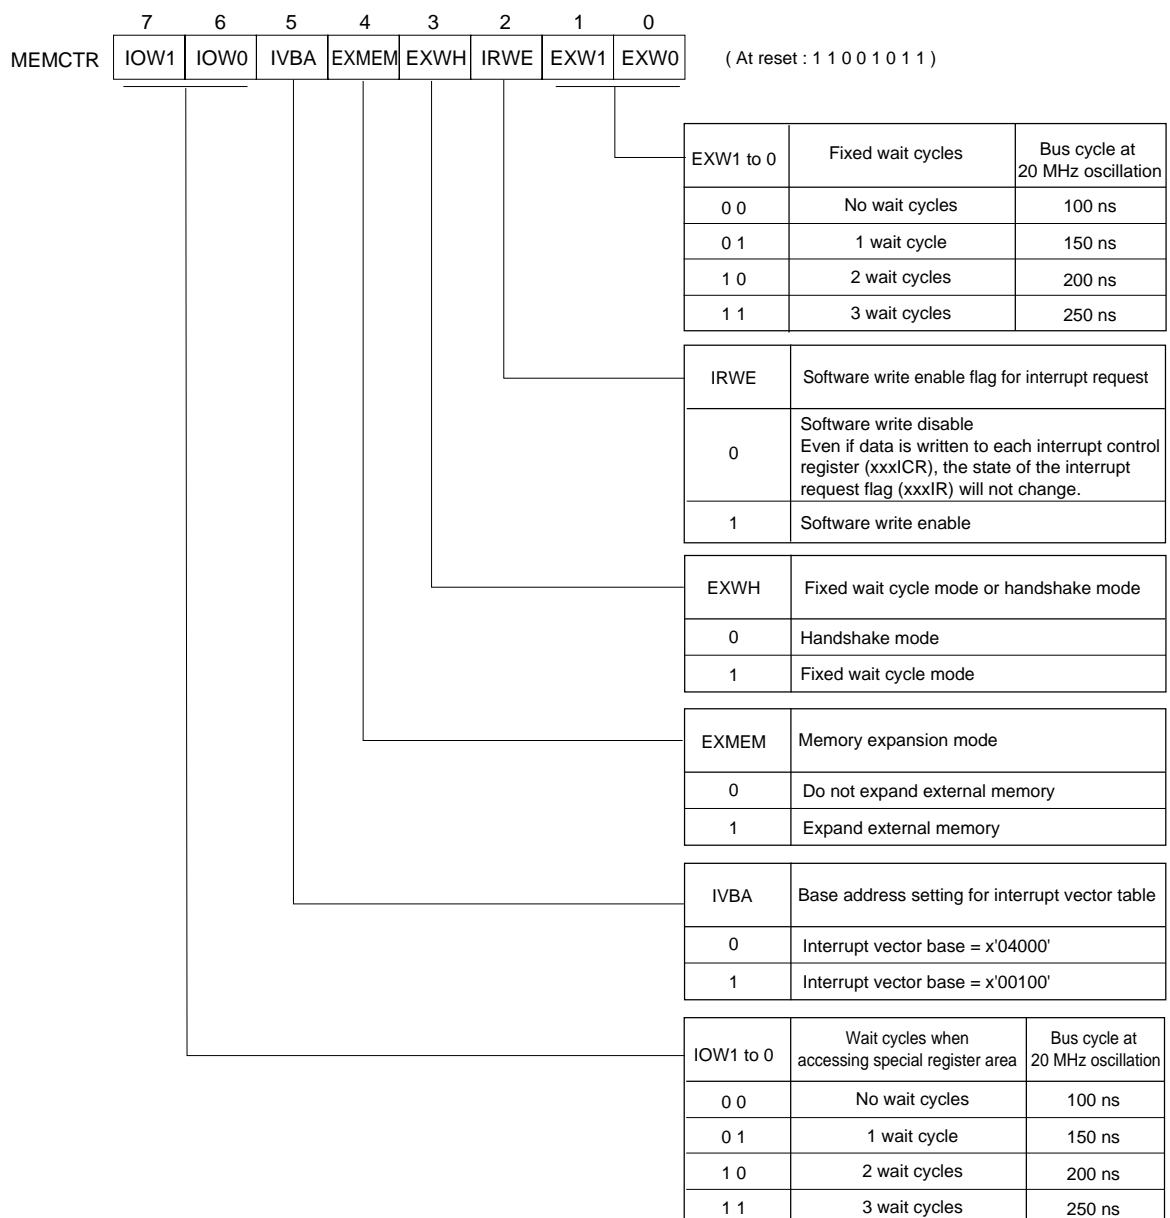 7 6 5 4 3 2 1 0
MEMCTR IOW1 IOW0 IVBA EXMEM EXWH IRWE EXW1 EXW0 ( At reset : 1 1 0 0 1 0 1 1 )
EXW1 to 0 Fixed wait cycles Bus cycle at
20 MHz oscillation
0 0 No wait cycles 100 ns
0 1 1 wait cycle 150 ns
1 0 2 wait cycles 200 ns
1 1 3 wait cycles 250 ns
IRWE Software write enable flag for interrupt request
0 Software write disable
Even if data is written to each interrupt control
register (xxxICR), the state of the interrupt
request flag (xxxIR) will not change.
1 Software write enable
EXWH Fixed wait cycle mode or handshake mode
0 Handshake mode
1 Fixed wait cycle mode
EXMEM Memory expansion mode
0 Do not expand external memory
1 Expand external memory
IVBA Base address setting for interrupt vector table
0 Interrupt vector base = x'04000'
1 Interrupt vector base = x'00100'
IOW1 to 0 Wait cycles when Bus cycle at
accessing special register area 20 MHz oscillation
0 0 No wait cycles 100 ns
0 1 1 wait cycle 150 ns
1 0 2 wait cycles 200 ns
1 1 3 wait cycles 250 ns